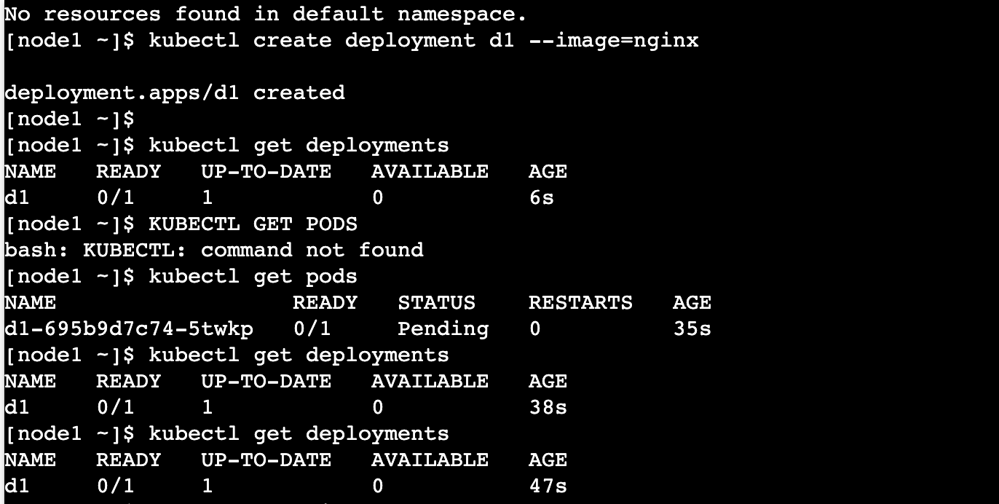 No resources found in default namespace.
[node1 ~]$ kubectl create deployment d1 --image=nginx
deployment.apps/d1 created
[node1 ~]$
[node1 ~]$ kubectl get deployments
NAME   READY   UP-TO-DATE   AVAILABLE   AGE
d1     0/1     1            0           6s
[node1 ~]$ KUBECTL GET PODS
bash: KUBECTL: command not found
[node1 ~]$ kubectl get pods
NAME                  READY   STATUS    RESTARTS   AGE
d1-695b9d7c74-5twkp   0/1     Pending   0          35s
[node1 ~]$ kubectl get deployments
NAME   READY   UP-TO-DATE   AVAILABLE   AGE
d1     0/1     1            0           38s
[node1 ~]$ kubectl get deployments
NAME   READY   UP-TO-DATE   AVAILABLE   AGE
d1     0/1     1            0           47s